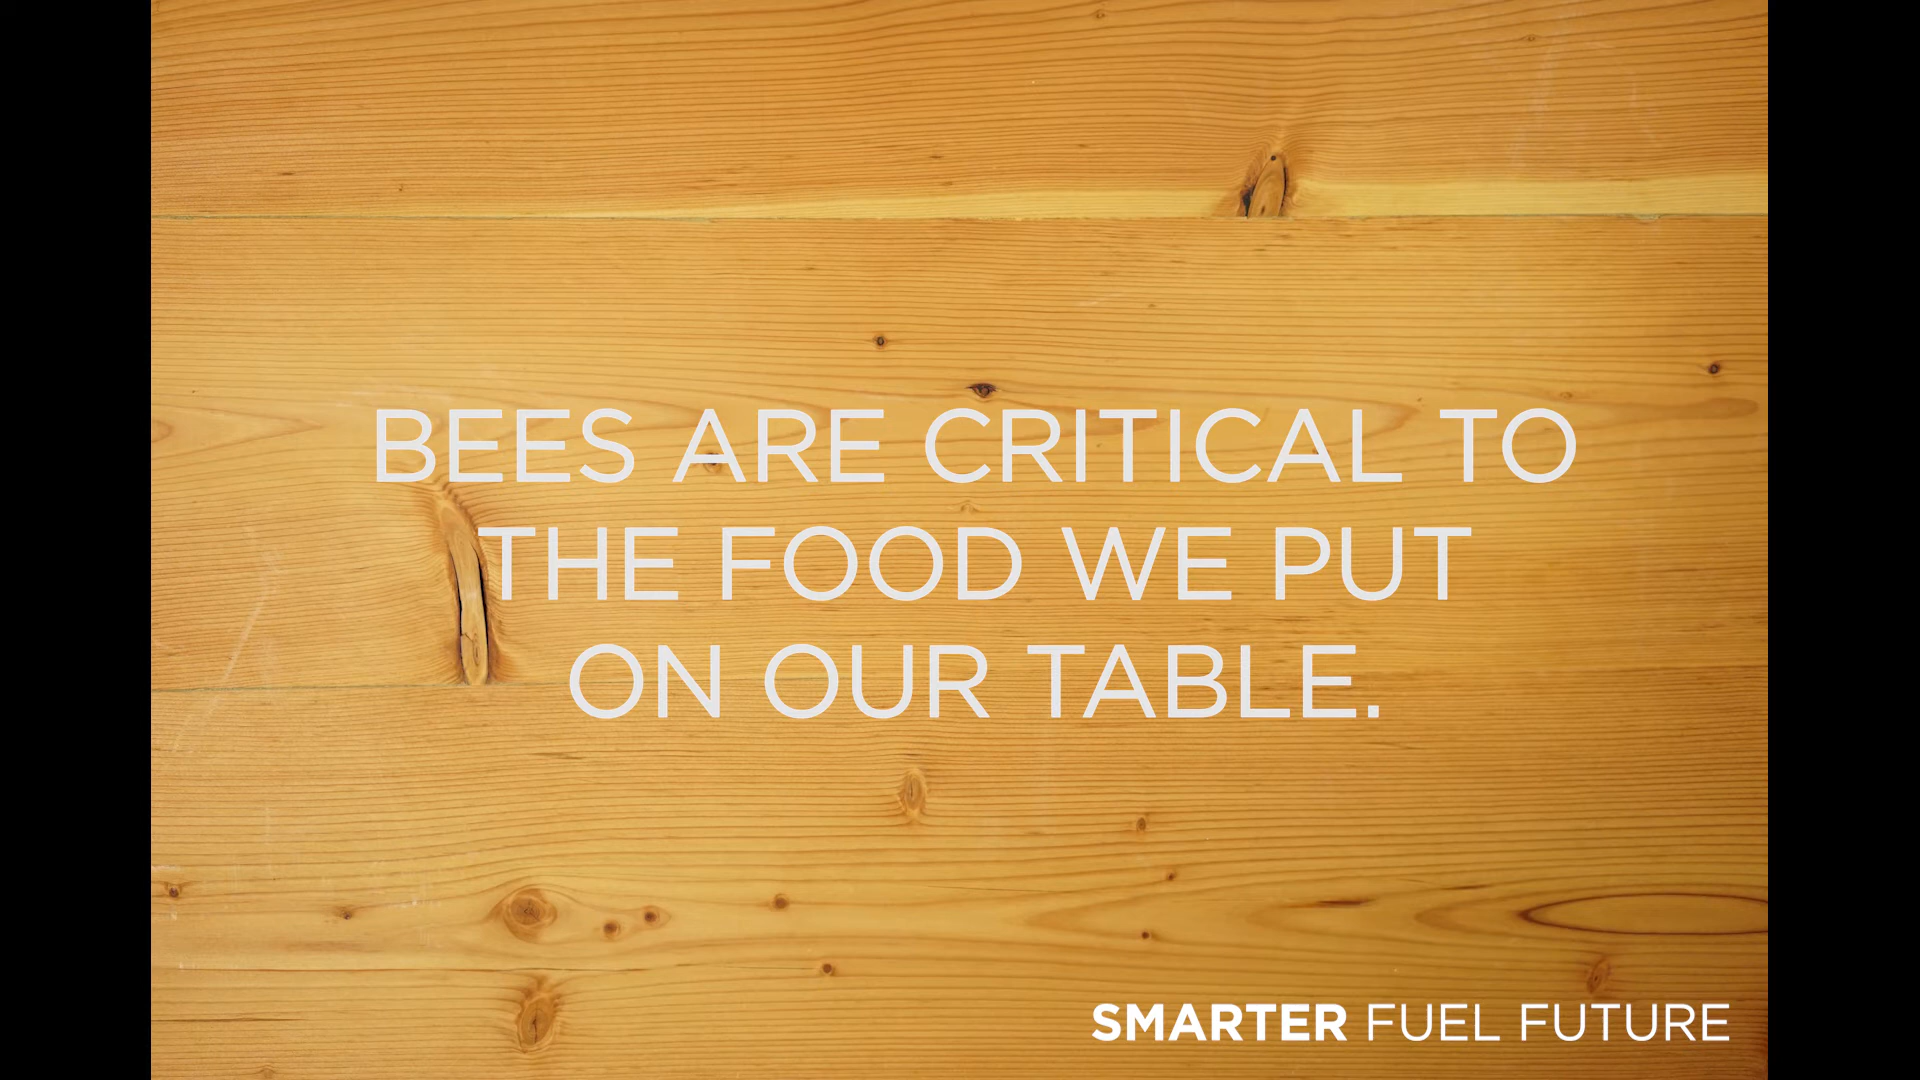 BEES ARE CRITICAL TO
THE FOOD WE PUT
ON OUR TABLE.
SMARTER FUEL FUTURE